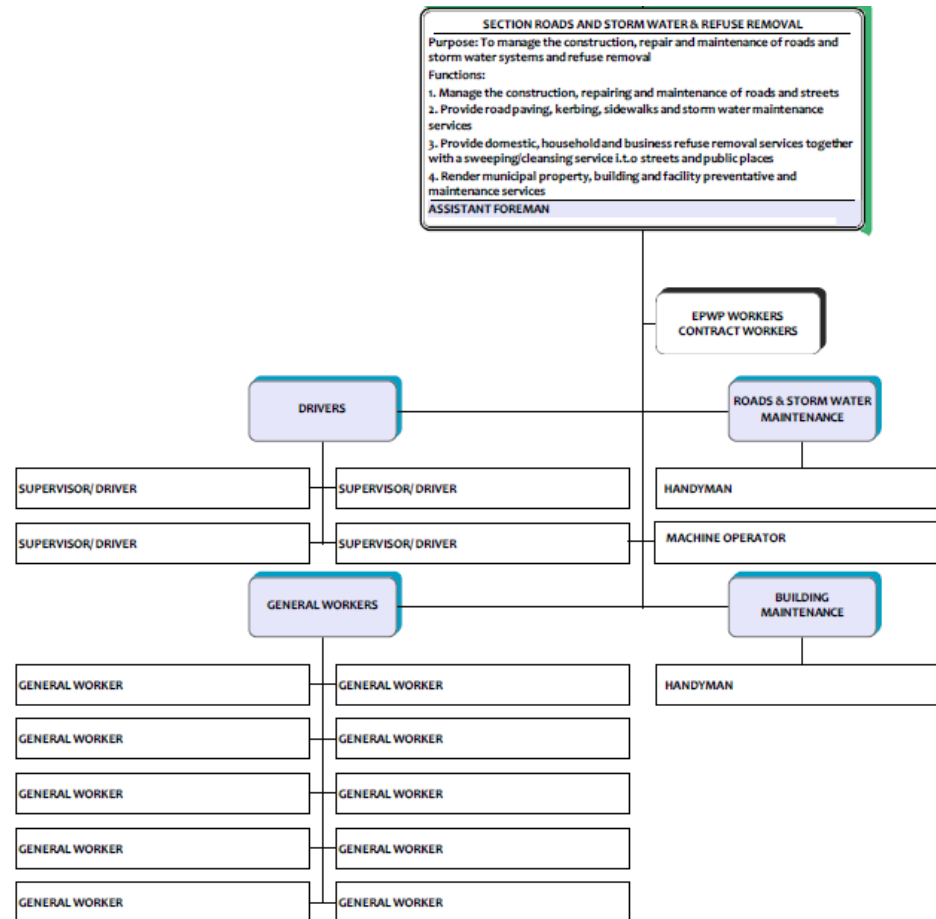 SECTION ROADS AND STORM WATER & REFUSE REMOVAL
Purpose: To manage the construction, repair and maintenance of roads and
storm water systems and refuse removal
Functions:
1. Manage the construction, repairing and maintenance of roads and streets
2. Provide road paving, kerbing, sidewalks and storm water maintenance
services
3. Provide domestic, household and business refuse removal services together
with a sweeping/cleansing service i.t.o streets and public places
4. Render municipal property, building and facility preventative and
maintenance services
ASSISTANT FOREMAN
EPWP WORKERS
CONTRACT WORKERS
DRIVERS
ROADS & STORM WATER
MAINTENANCE
SUPERVISOR/ DRIVER
SUPERVISOR/ DRIVER
HANDYMAN
SUPERVISOR/ DRIVER
SUPERVISOR/ DRIVER
MACHINE OPERATOR
GENERAL WORKERS
BUILDING
MAINTENANCE
GENERAL WORKER
GENERAL WORKER
HANDYMAN
GENERAL WORKER
GENERAL WORKER
GENERAL WORKER
GENERAL WORKER
GENERAL WORKER
GENERAL WORKER
GENERAL WORKER
GENERAL WORKER